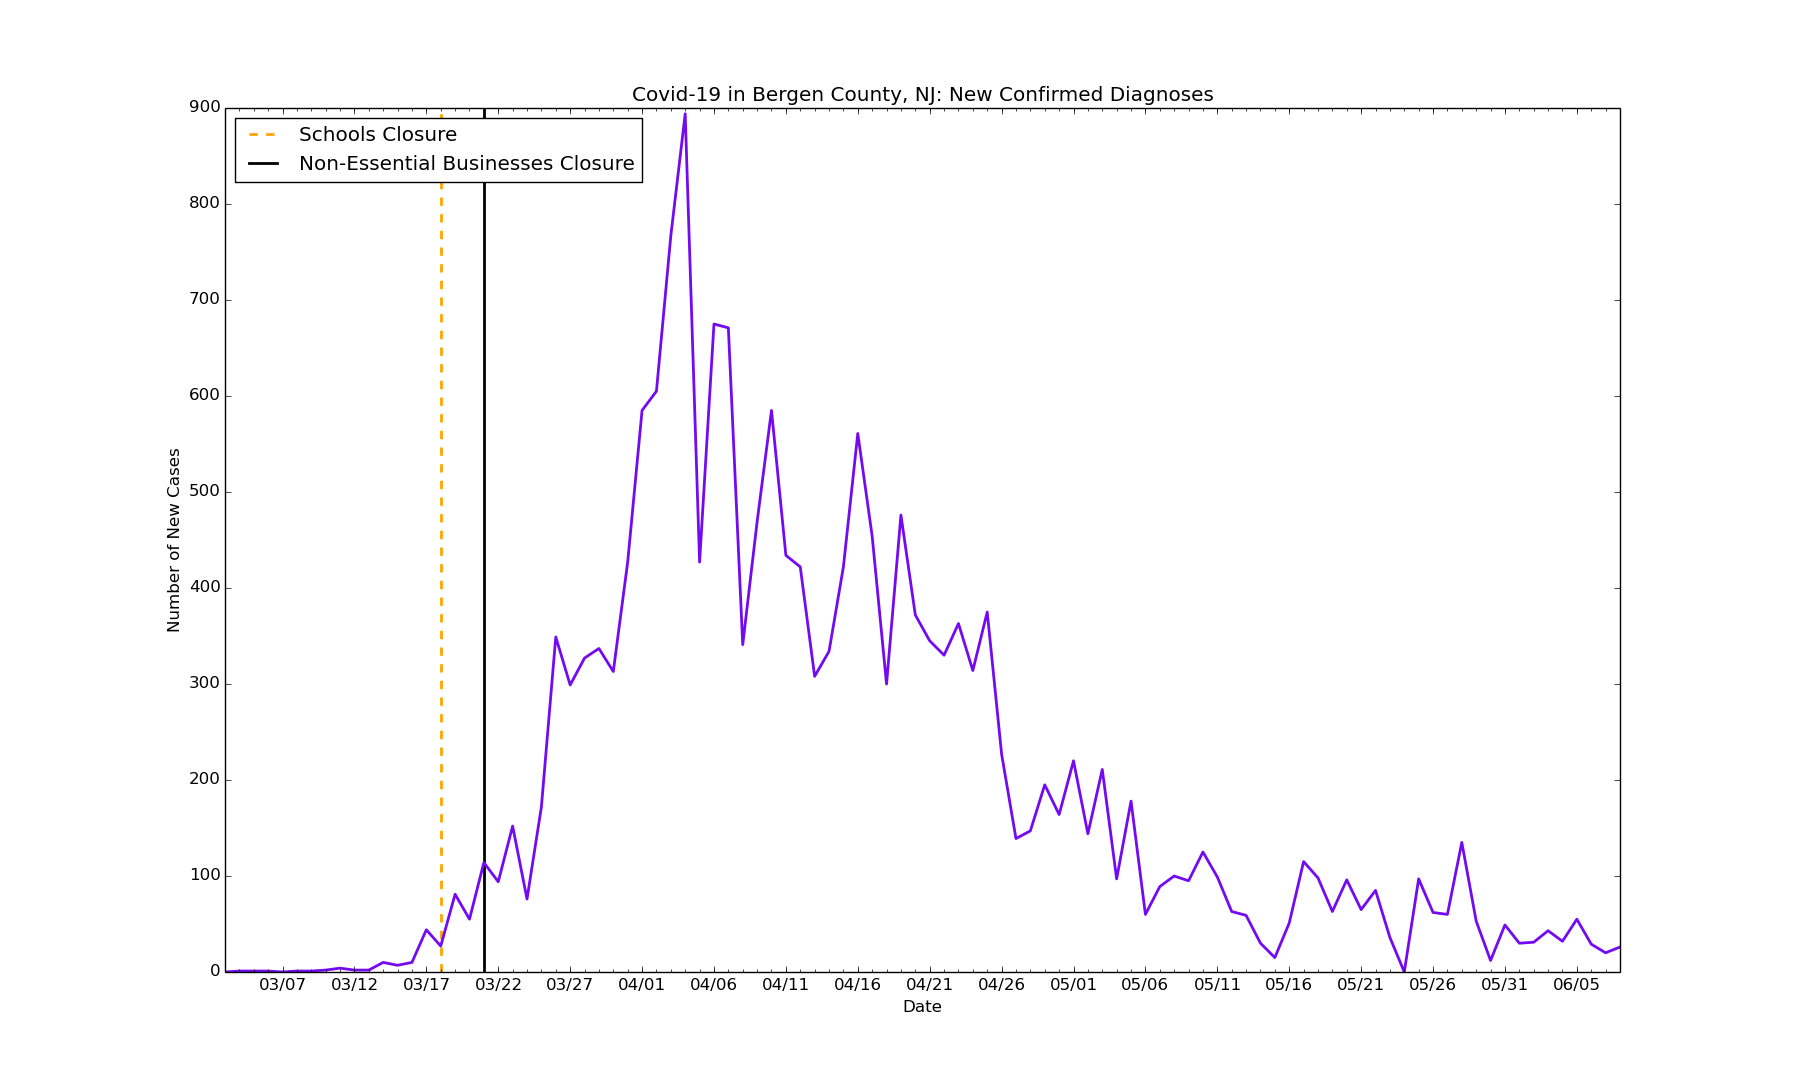 Covid-19 in Bergen County, NJ: New Confirmed Diagnoses
Schools Closure
Non-Essential Businesses Closure
900
800
700
600
500
400
300
200
100
0
Number of New Cases
03/07 03/12 03/17 03/22 03/27 04/01 04/06 04/11 04/16 04/21 04/26 05/01 05/06 05/11 05/16 05/21 05/26 05/31 06/05
Date